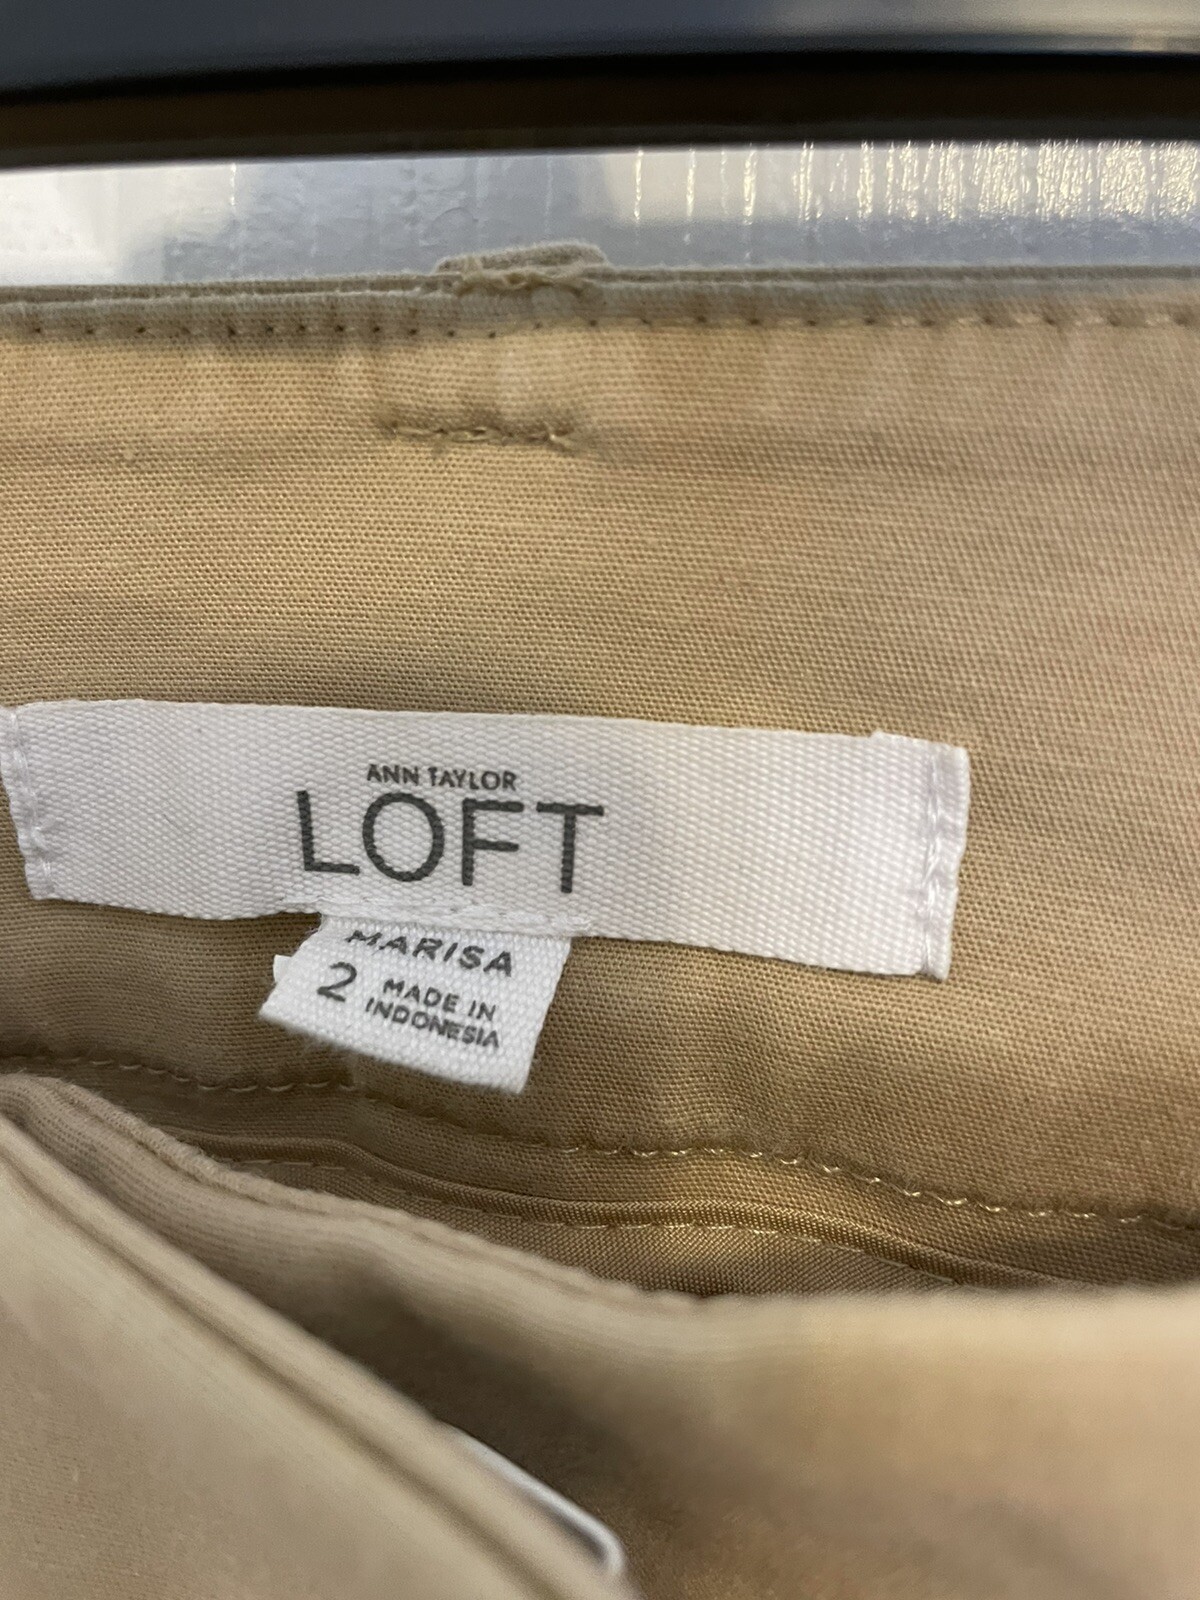 ANN TAYLOR
LOFT
MARISA
2 MADE IN
INDONESIA